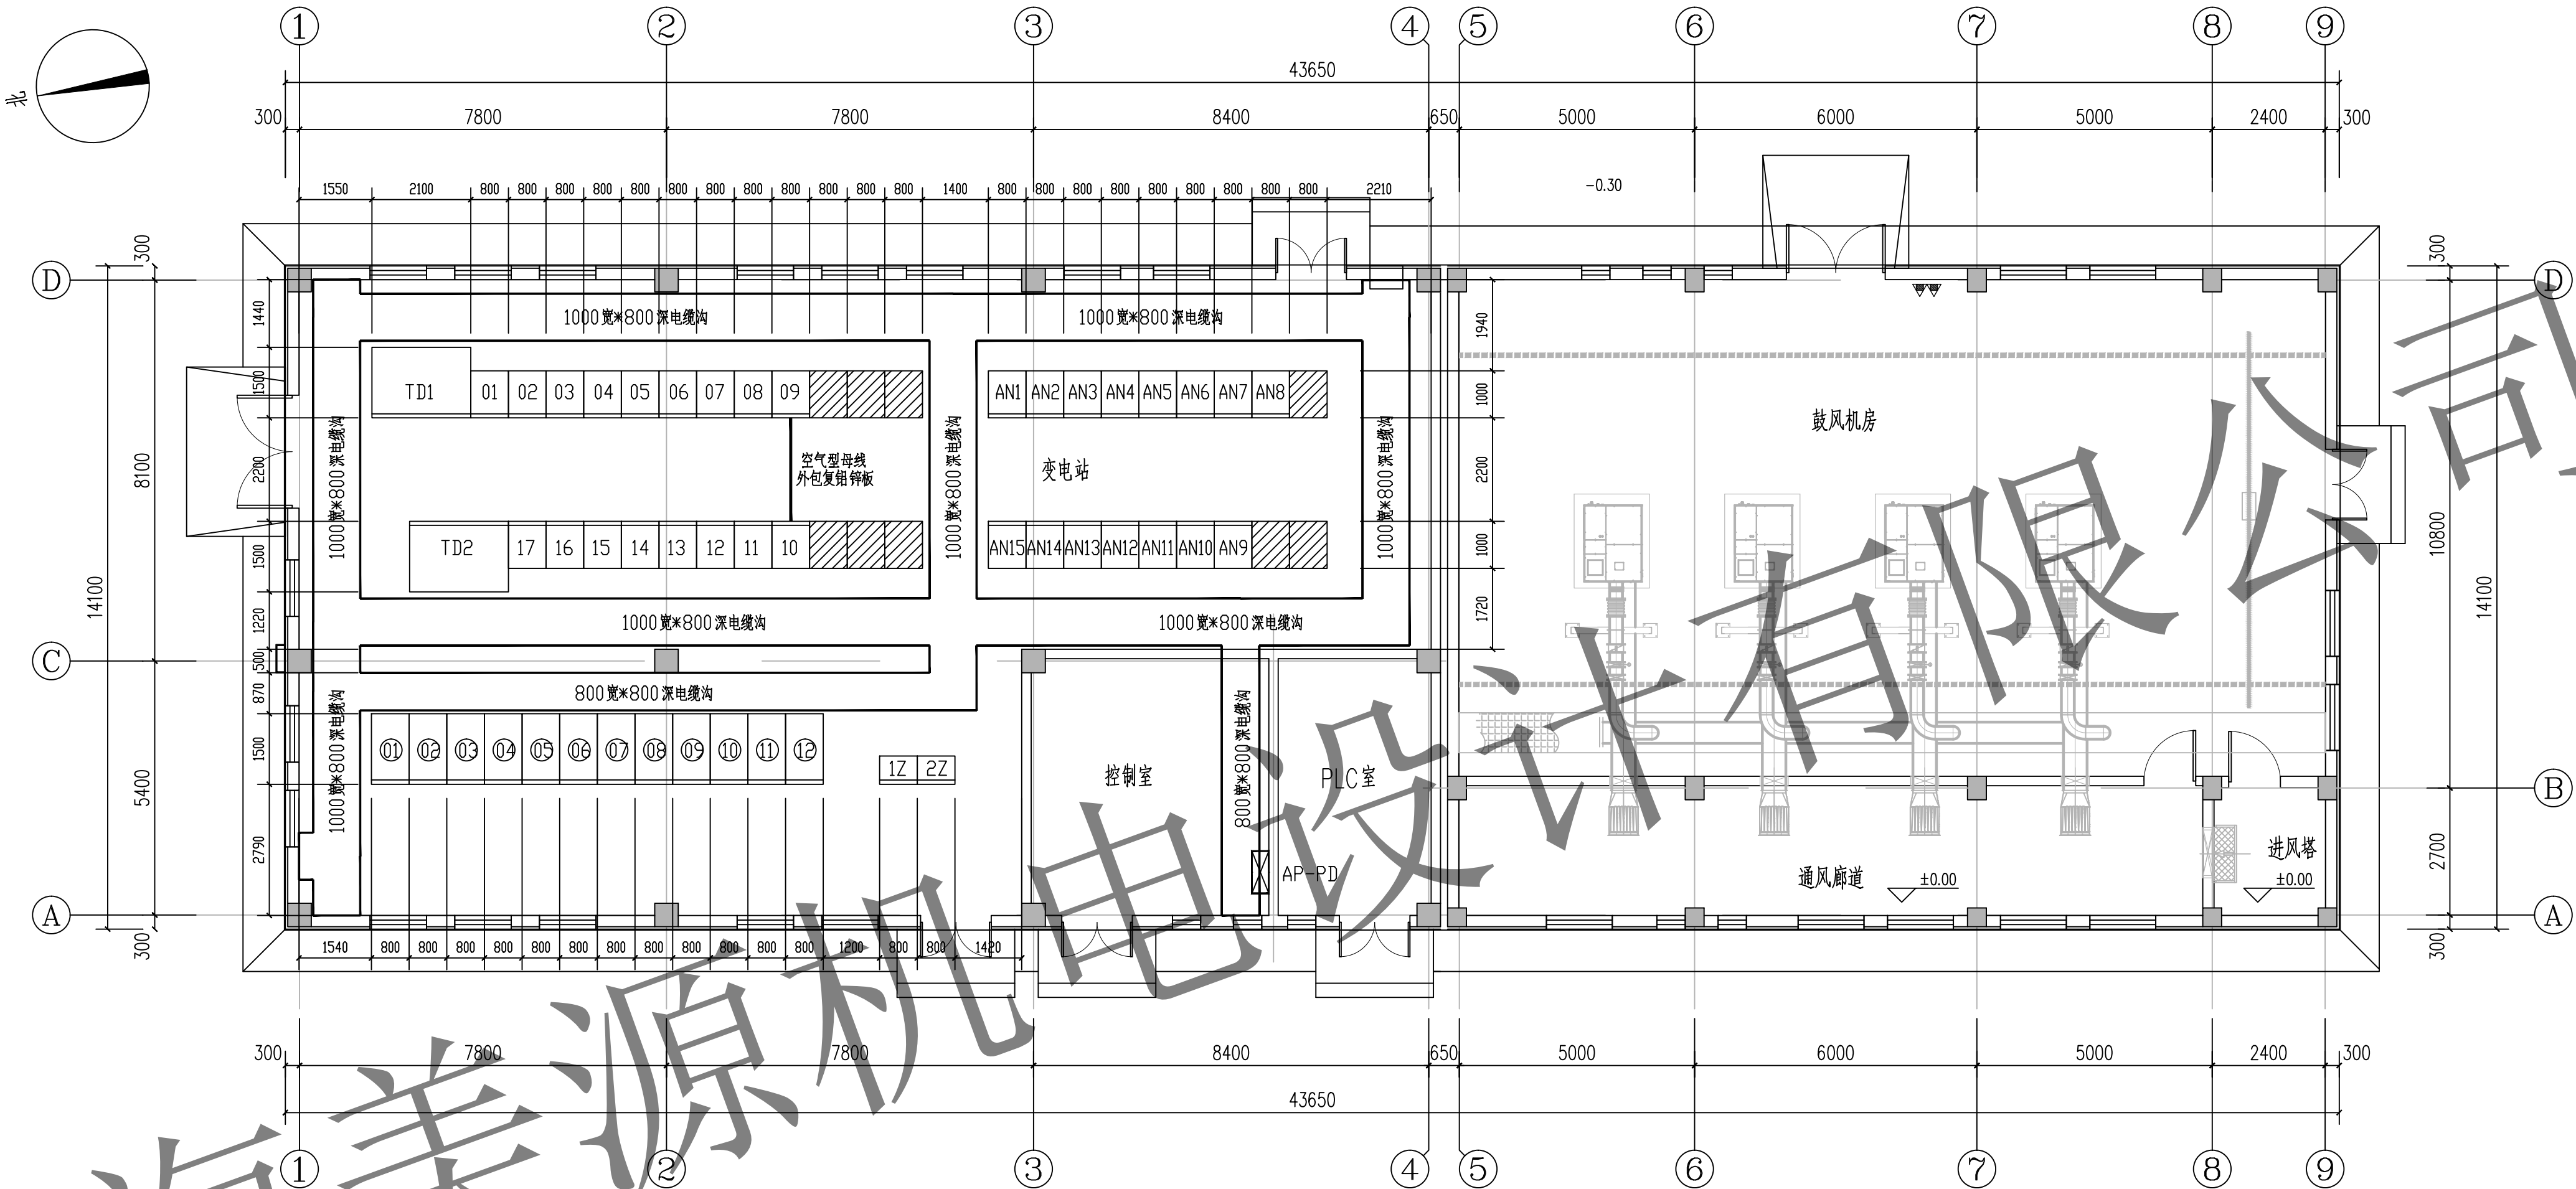 ① ② ③ ④ ⑤ ⑥ ⑦ ⑧ ⑨
北
43650
300 7800 7800 8400 650 5000 6000 5000 2400 300
1550 2100 800 800 800 800 800 800 800 800 800 800 800 800 1400 800 800 800 800 800 800 800 800 800 2210
-0.30
D
300
300
D
1000宽*800深电缆沟
1000宽*800深电缆沟
1440
1940
TD1 01 02 03 04 05 06 07 08 09
AN1 AN2 AN3 AN4 AN5 AN6 AN7 AN8
1500
1000
鼓风机房
1000宽*800深电缆沟
1000宽*800深电缆沟
1000宽*800深电缆沟
空气型母线
外包复铝锌板
变电站
8100
2200
2200
10800
TD2 17 16 15 14 13 12 11 10
AN15 AN14 AN13 AN12 AN11 AN10 AN9
1500
1000
14100
14100
1220
1720
1000宽*800深电缆沟
1000宽*800深电缆沟
C
500
870
800宽*800深电缆沟
1000宽*800深电缆沟
800宽*800深电缆沟
01 02 03 04 05 06 07 08 09 10 11 12
1Z 2Z
1500
5400
控制室
PLC室
B
2790
AP-PD
通风廊道
±0.00
进风塔
±0.00
2700
A
A
300
300
1540 800 800 800 800 800 800 800 800 800 800 800 800 1200 800 800 1420
300 7800 7800 8400 650 5000 6000 5000 2400 300
43650
① ② ③ ④ ⑤ ⑥ ⑦ ⑧ ⑨
海美源机电设计有限公司